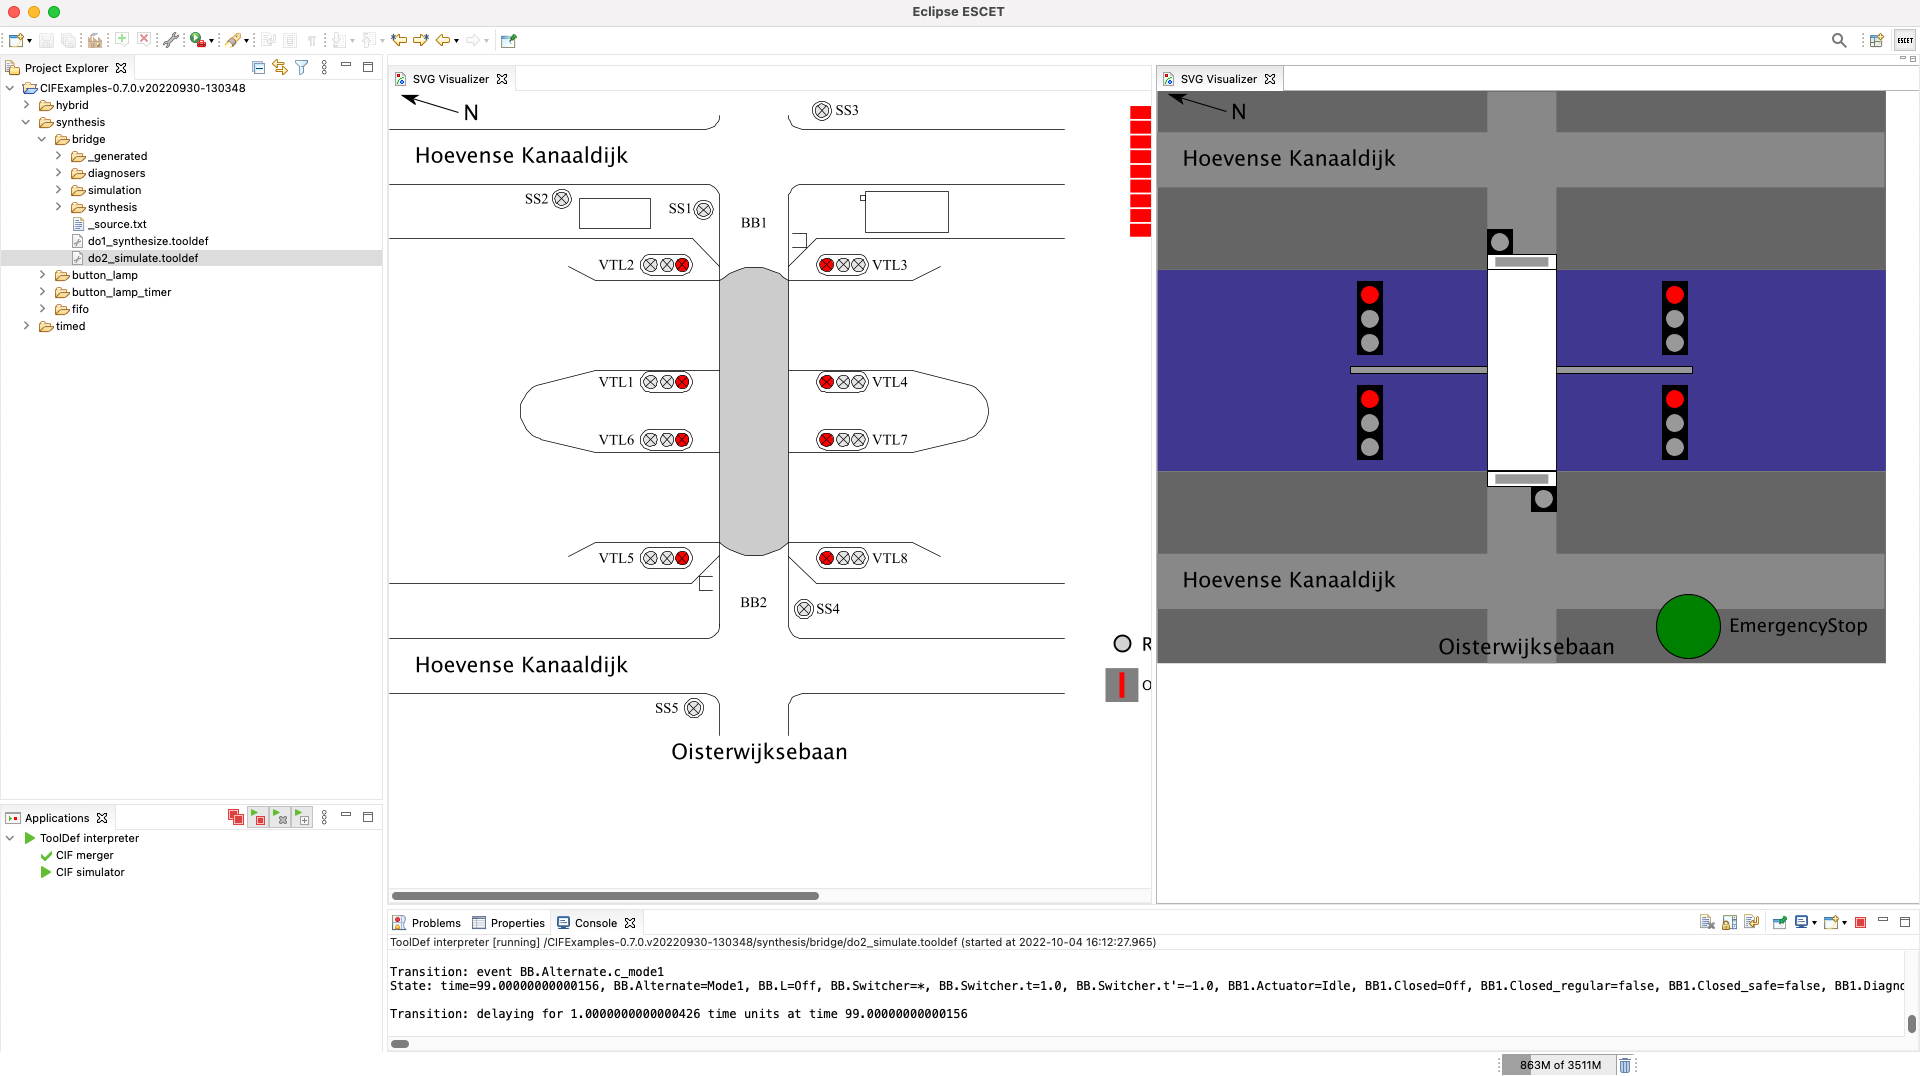 Eclipse ESCET
ESCET
Project Explorer
CIFExamples-0.7.0.v20220930-130348
hybrid
synthesis
bridge
_generated
diagnosers
simulation
synthesis
_source.txt
do1_synthesize.tooldef
do2_simulate.tooldef
button_lamp
button_lamp_timer
fifo
timed
Applications
ToolDef interpreter
CIF merger
CIF simulator
SVG Visualizer
N
SS3
Hoevense Kanaaldijk
SS2
SS1
BB1
VTL2
VTL3
VTL1
VTL4
VTL6
VTL7
VTL5
VTL8
BB2
SS4
R
Hoevense Kanaaldijk
O
SS5
Oisterwijksebaan
SVG Visualizer
N
Hoevense Kanaaldijk
Hoevense Kanaaldijk
EmergencyStop
Oisterwijksebaan
Problems Properties Console
ToolDef interpreter [running] /CIFExamples-0.7.0.v20220930-130348/synthesis/bridge/do2_simulate.tooldef (started at 2022-10-04 16:12:27.965)
Transition: event BB.Alternate.c_mode1
State: time=99.00000000000156, BB.Alternate=Mode1, BB.L=Off, BB.Switcher=*, BB.Switcher.t=1.0, BB.Switcher.t'=-1.0, BB1.Actuator=Idle, BB1.Closed=Off, BB1.Closed_regular=false, BB1.Closed_safe=false, BB1.Diagno
Transition: delaying for 1.0000000000000426 time units at time 99.00000000000156
863M of 3511M